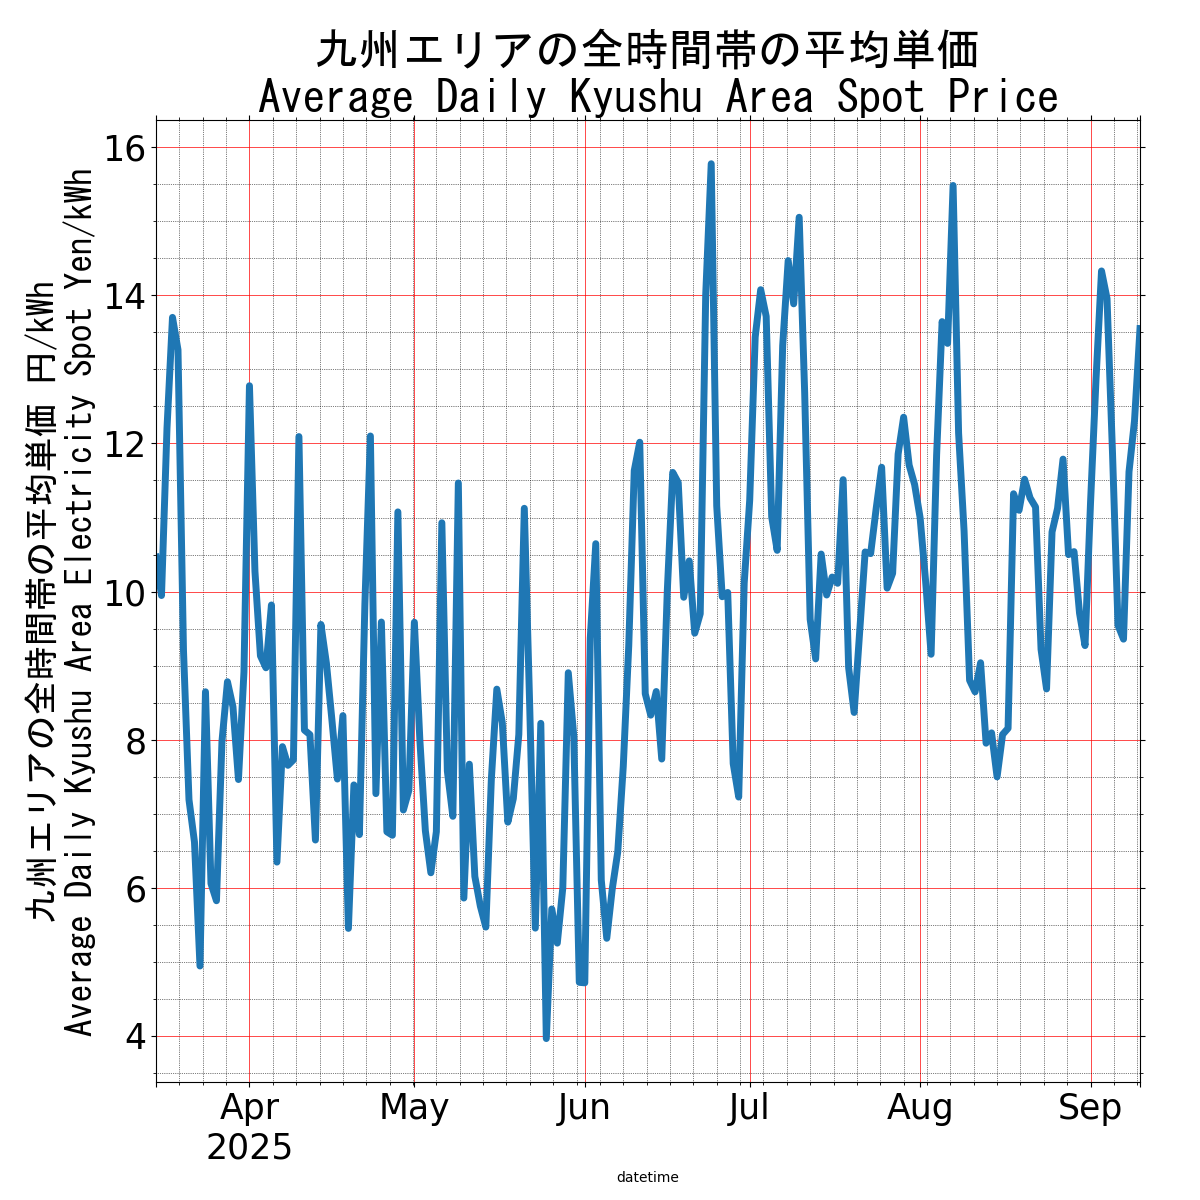 九州エリアの全時間帯の平均単価
Average Daily Kyushu Area Spot Price
九州エリアの全時間帯の平均単価 円/kWh
Average Daily Kyushu Area Electricity Spot Yen/kWh
16
14
12
10
8
6
4
Apr
2025
May
Jun
Jul
Aug
Sep
datetime